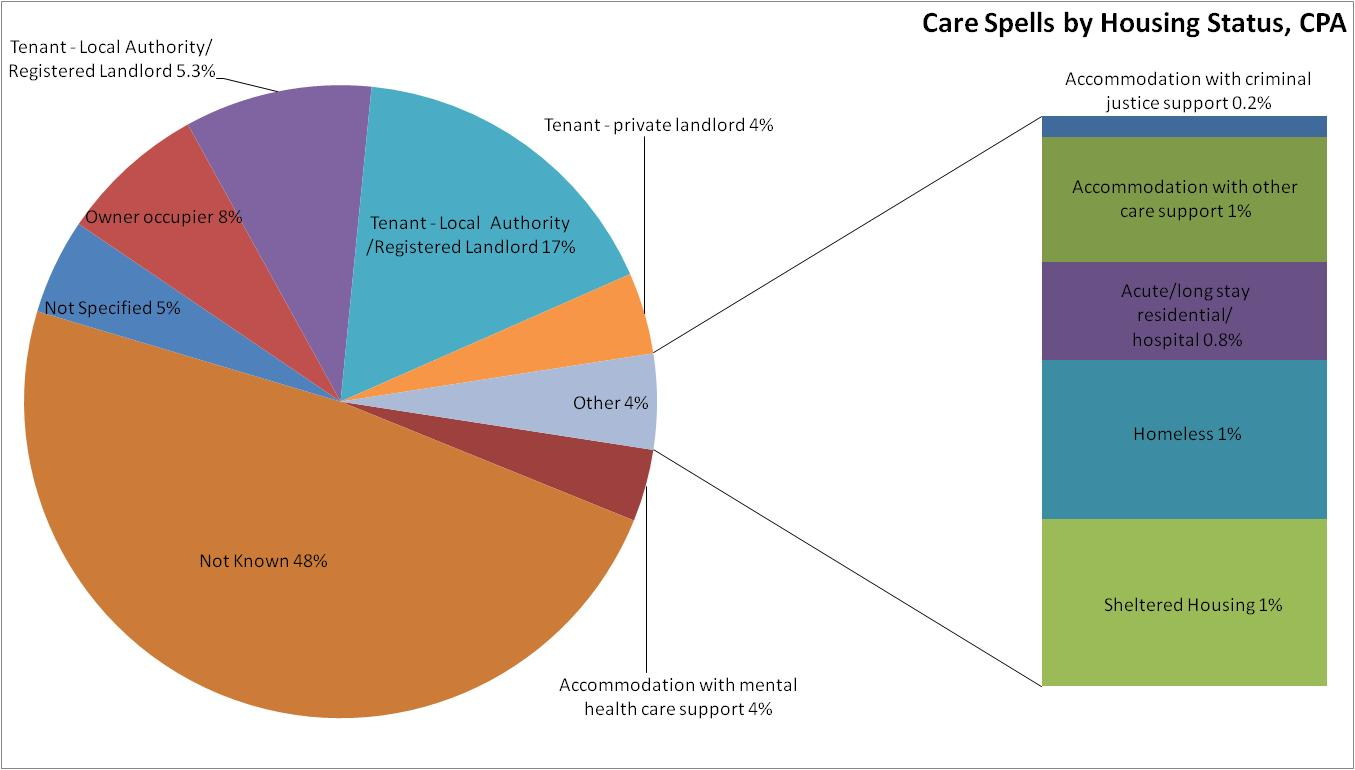 Care Spells by Housing Status, CPA
Tenant - Local Authority/
Registered Landlord 5.3%
Tenant - private landlord 4%
Owner occupier 8%
Tenant - Local Authority
/Registered Landlord 17%
Not Specified 5%
Other 4%
Not Known 48%
Accommodation with mental
health care support 4%
Accommodation with criminal
justice support 0.2%
Accommodation with other
care support 1%
Acute/long stay
residential/
hospital 0.8%
Homeless 1%
Sheltered Housing 1%